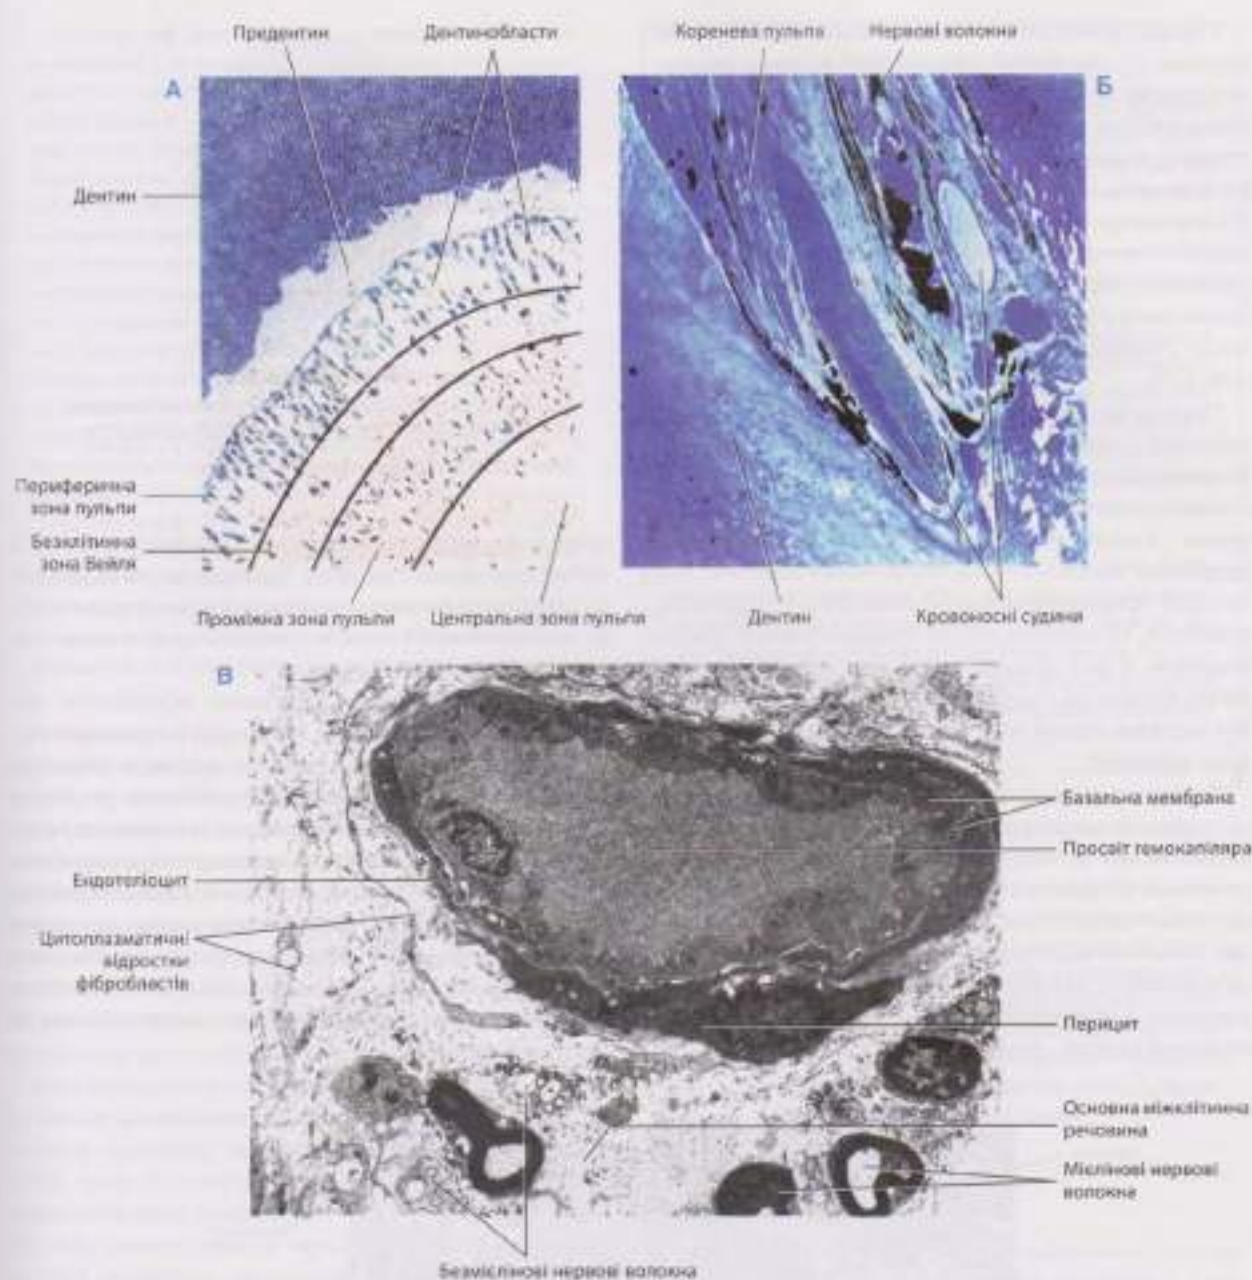 Предентин
Дентинобласти
Коренева пульпа
Нервові волокна
А
Б
Дентин
Периферична
зона пульпи
Безклітинна
зона Вейля
Проміжна зона пульпи
Центральна зона пульпи
Дентин
Кровоносні судини
В
Базальна мембрана
Просвіт гемокапіляра
Ендотеліоцит
Цитоплазматичні
відростки
фібробластів
Перицит
Основна міжклітинна
речовина
Мієлінові нервові
волокна
Безмієлінові нервові волокна